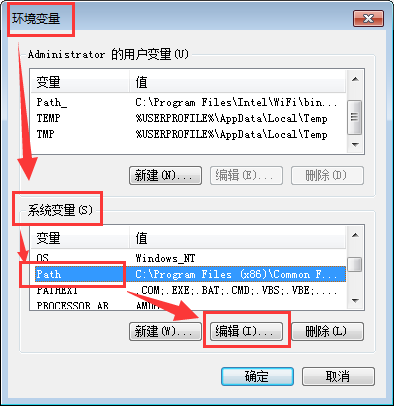 环境变量
Administrator 的用户变量(U)
变量 值
Path_ C:\Program Files\Intel\WiFi\bin...
TEMP %USERPROFILE%\AppData\Local\Temp
TMP %USERPROFILE%\AppData\Local\Temp
新建(N)... 编辑(E)... 删除(D)
系统变量(S)
变量 值
OS Windows_NT
Path C:\Program Files (x86)\Common F...
PATHEXT .COM;.EXE;.BAT;.CMD;.VBS;.VBE;....
PROCESSOR_AR
新建(W)... 编辑(I)... 删除(L)
确定 取消